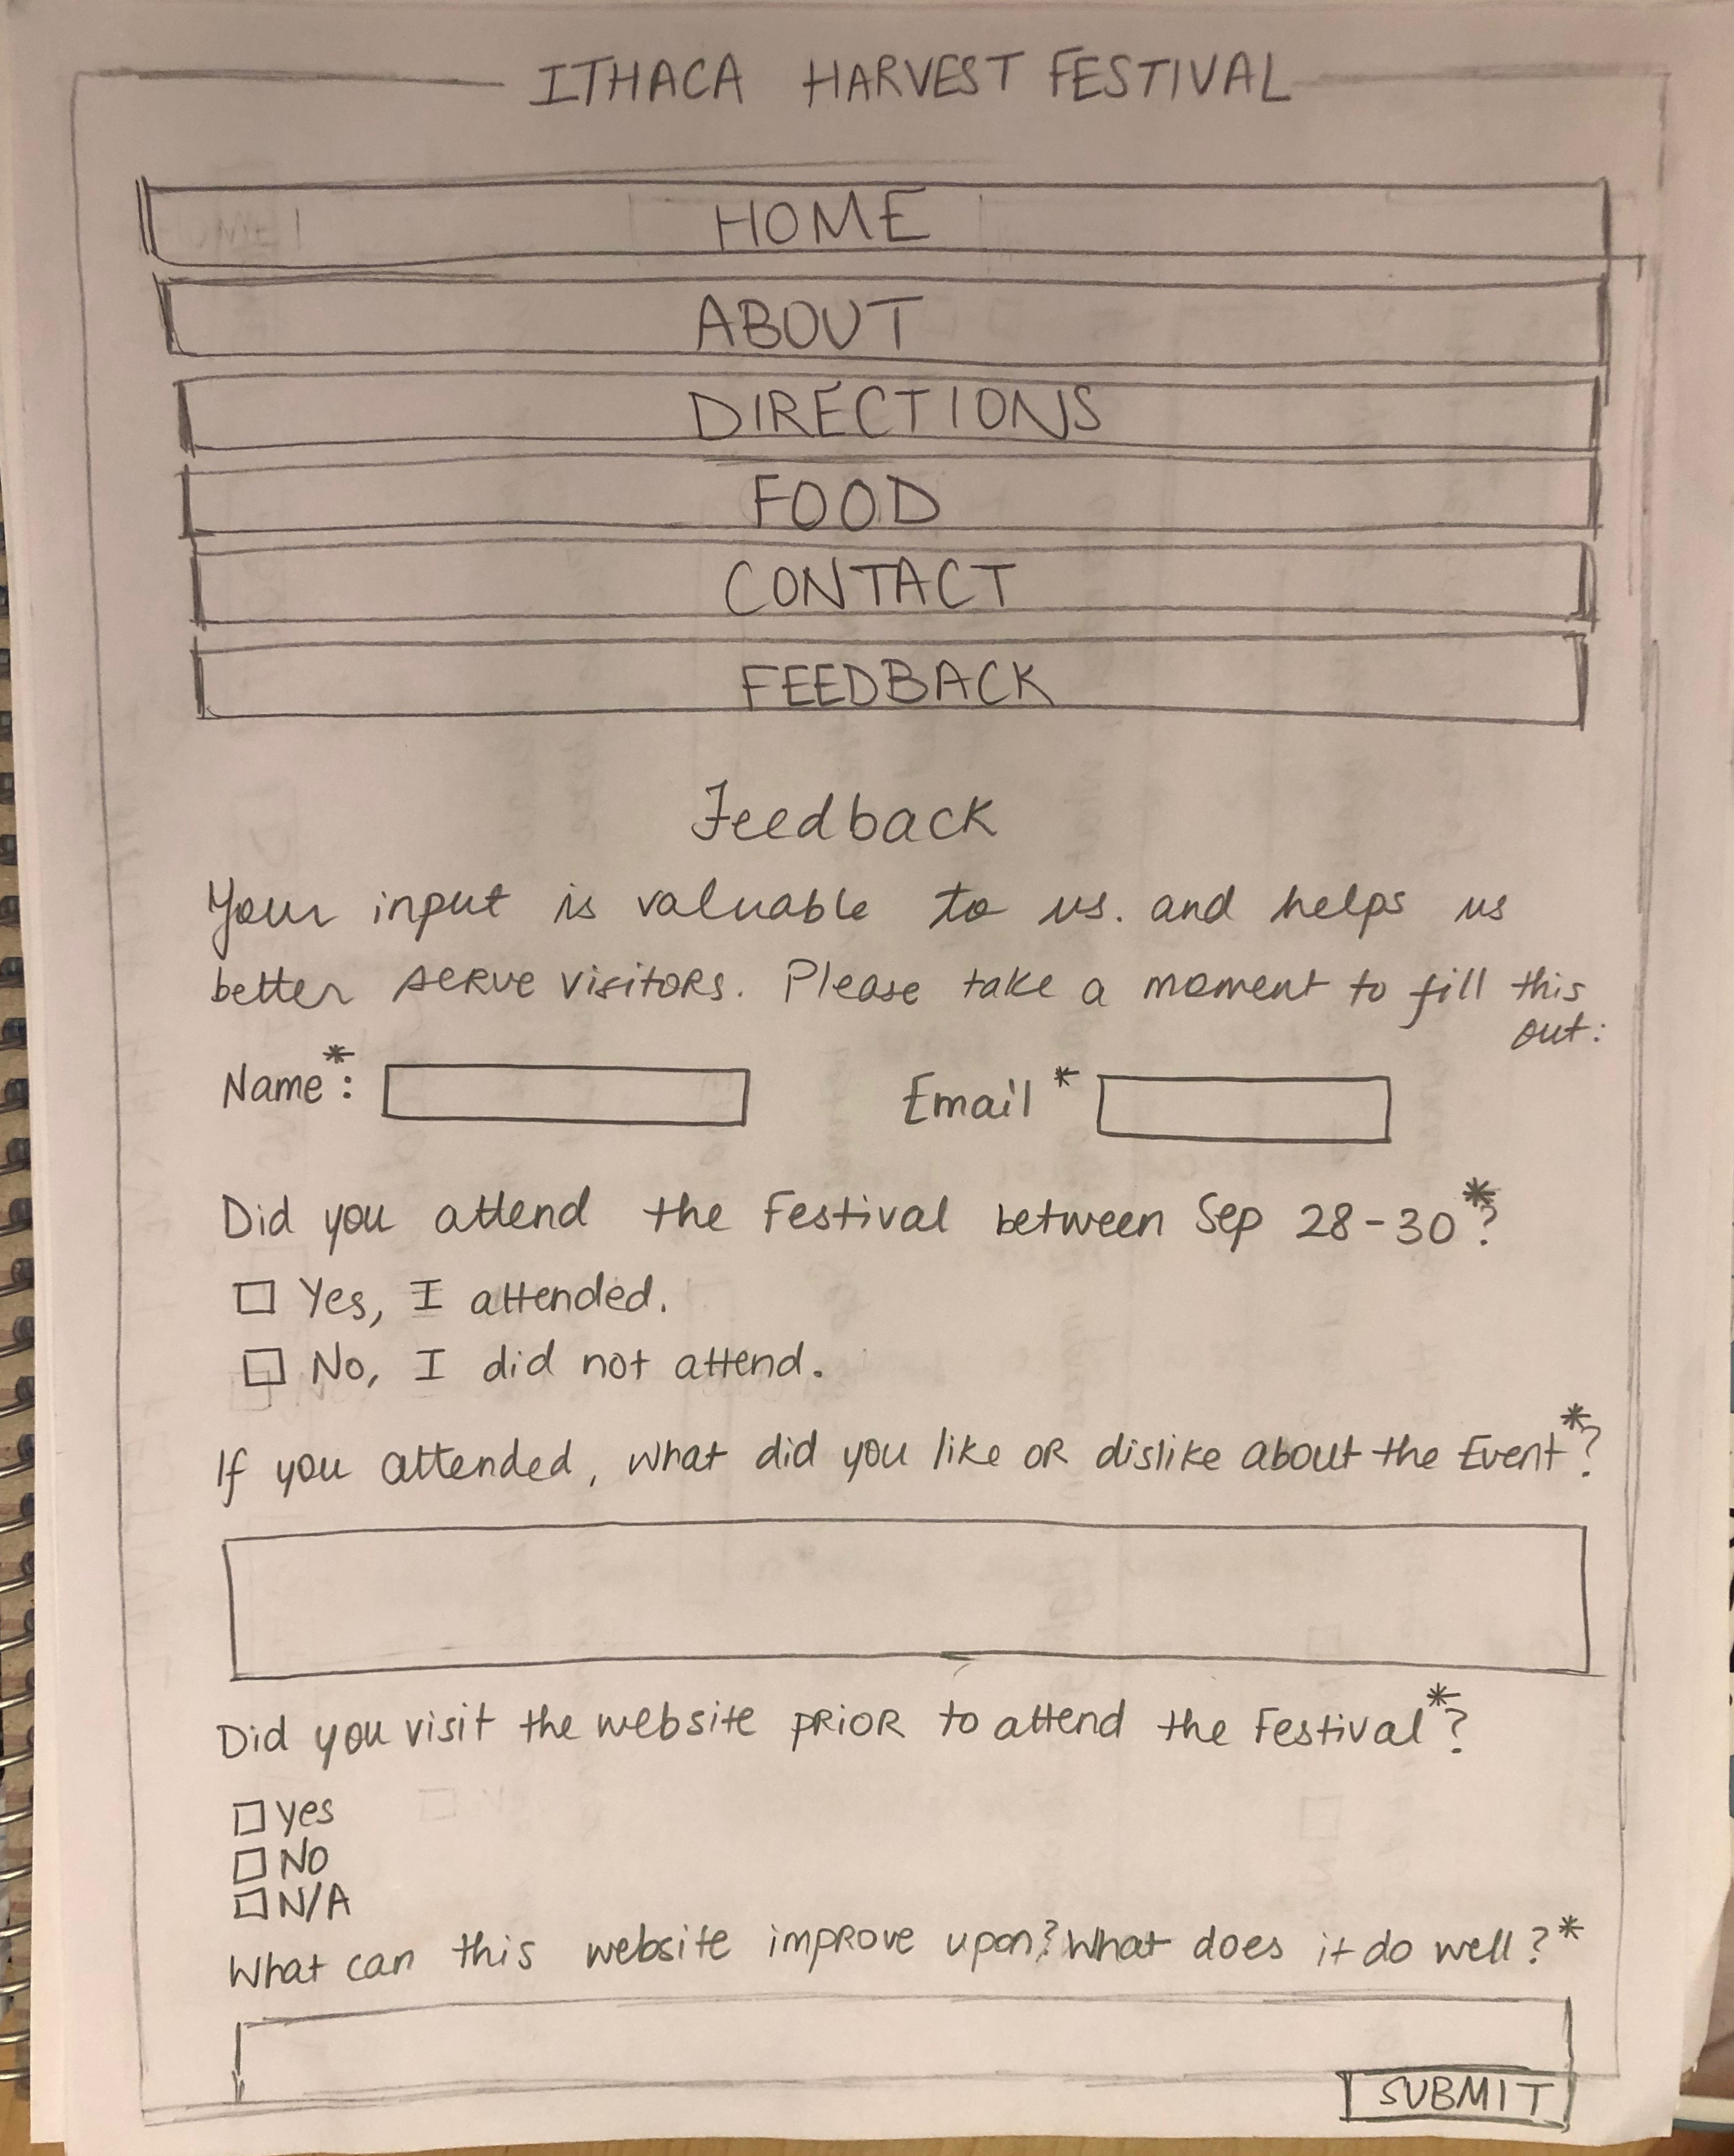 ITHACA HARVEST FESTIVAL
HOME
ABOUT
DIRECTIONS
FOOD
CONTACT
FEEDBACK
Feedback
Your input is valuable to us. and helps us
better serve visitors. Please take a moment to fill this
out:
Name*: Email *
Did you attend the Festival between Sep 28-30*?
Yes, I attended.
No, I did not attend.
If you attended, what did you like or dislike about the Event*?
Did you visit the website prior to attend the Festival*?
Yes
No
N/A
What can this website improve upon? What does it do well?*
SUBMIT